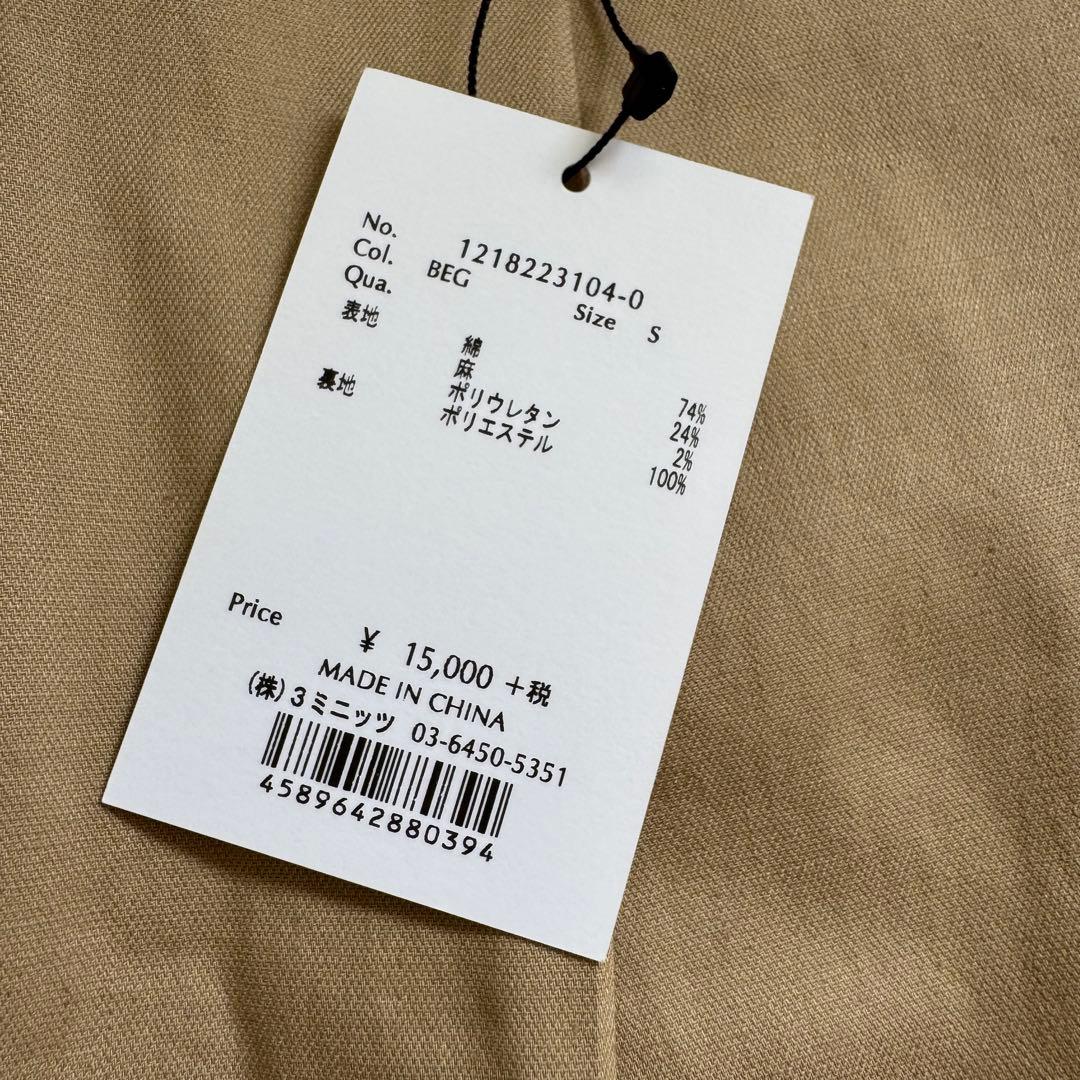 No. 1218223104-0
Col. BEG Size S
Qua.
表地 綿 74%
麻 24%
ポリウレタン 2%
裏地 ポリエステル 100%
Price ¥ 15,000 +税
MADE IN CHINA
(株)3ミニッツ 03-6450-5351
4589642880394